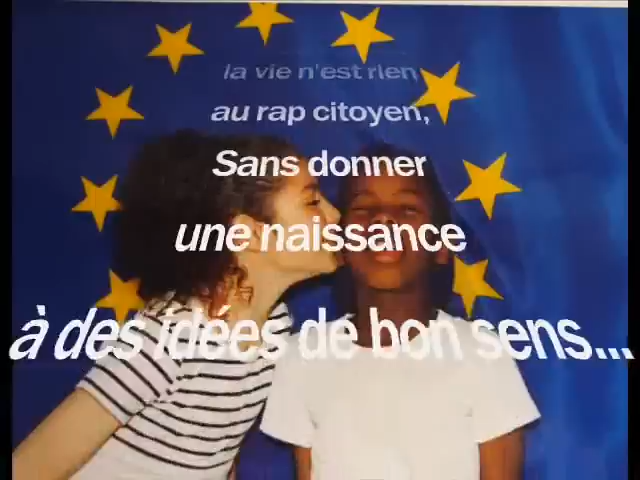 la vie n'est rien
au rap citoyen,
Sans donner
une naissance
à des idées de bon sens...